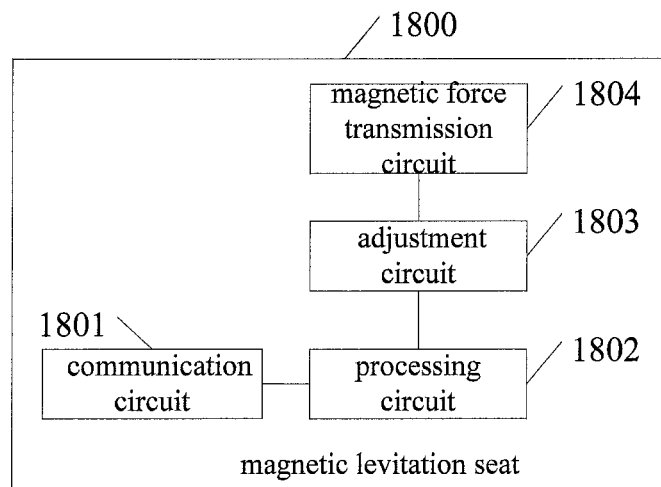 1800
magnetic force
transmission
circuit
1804
adjustment
circuit
1803
1801
communication
circuit
processing
circuit
1802
magnetic levitation seat